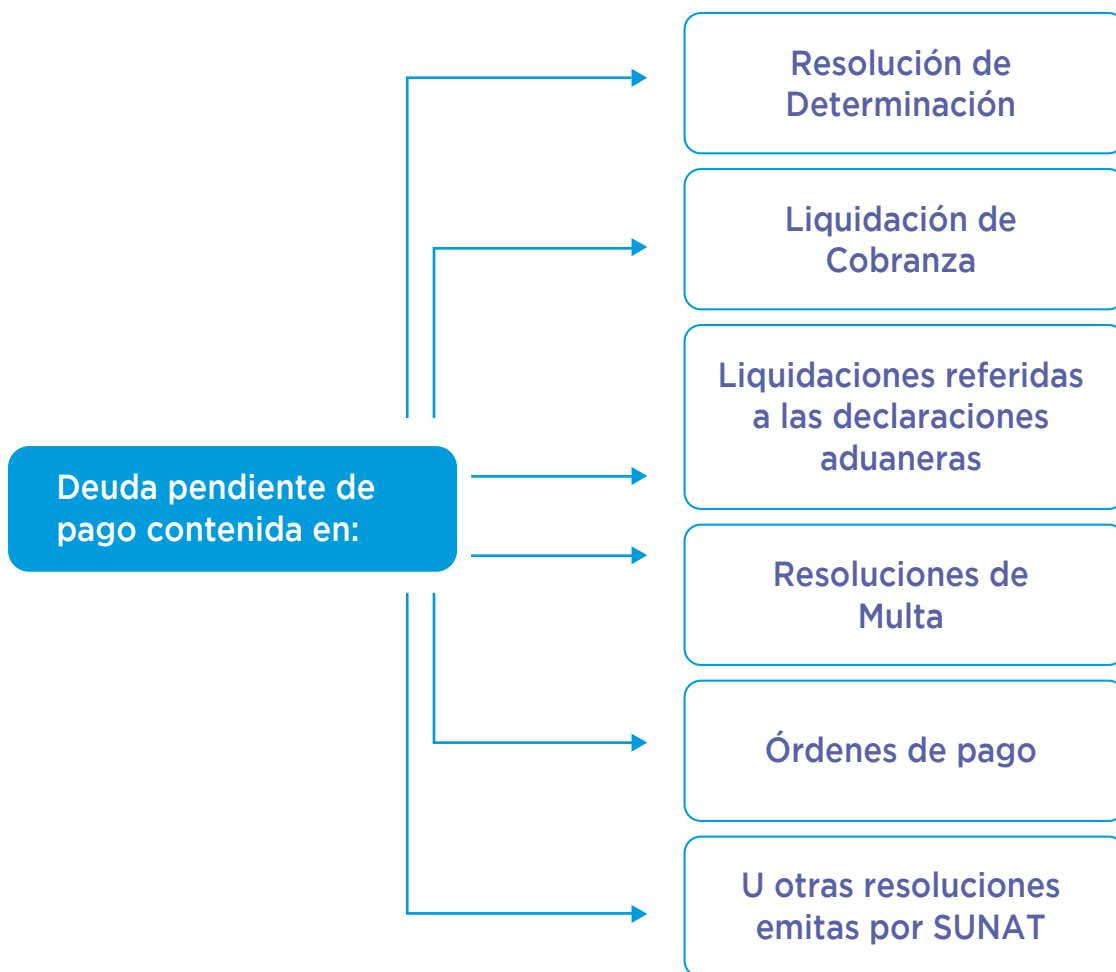 Resolución de
Determinación
Liquidación de
Cobranza
Liquidaciones referidas
a las declaraciones
aduaneras
Deuda pendiente de
pago contenida en:
Resoluciones de
Multa
Órdenes de pago
U otras resoluciones
emitas por SUNAT